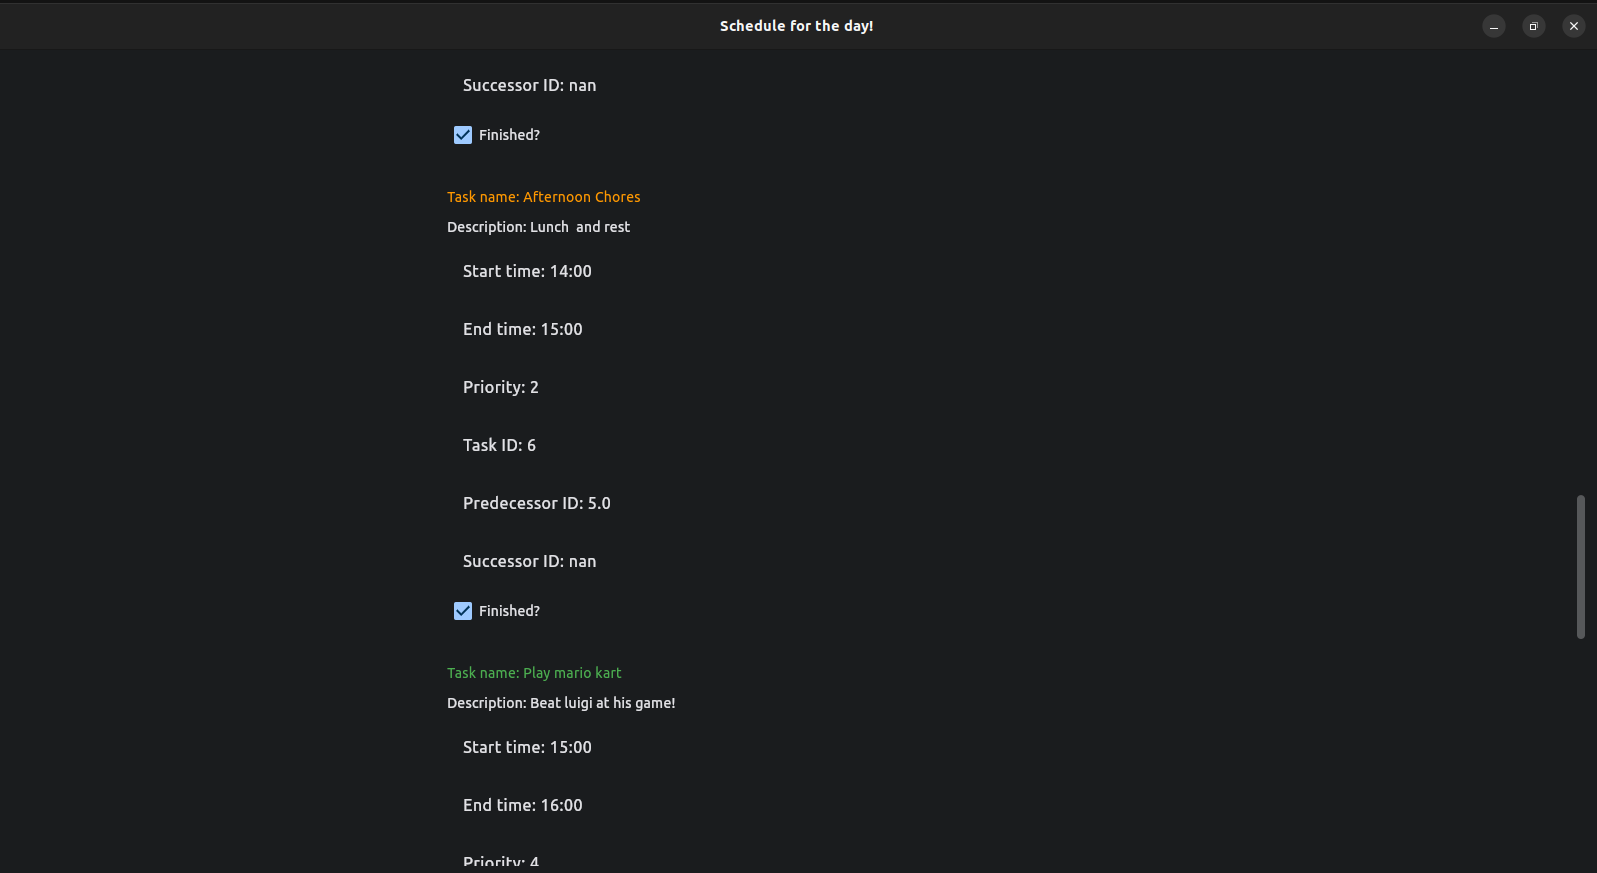 Schedule for the day!
Successor ID: nan
Finished?
Task name: Afternoon Chores
Description: Lunch  and rest
Start time: 14:00
End time: 15:00
Priority: 2
Task ID: 6
Predecessor ID: 5.0
Successor ID: nan
Finished?
Task name: Play mario kart
Description: Beat luigi at his game!
Start time: 15:00
End time: 16:00
Priority: 4